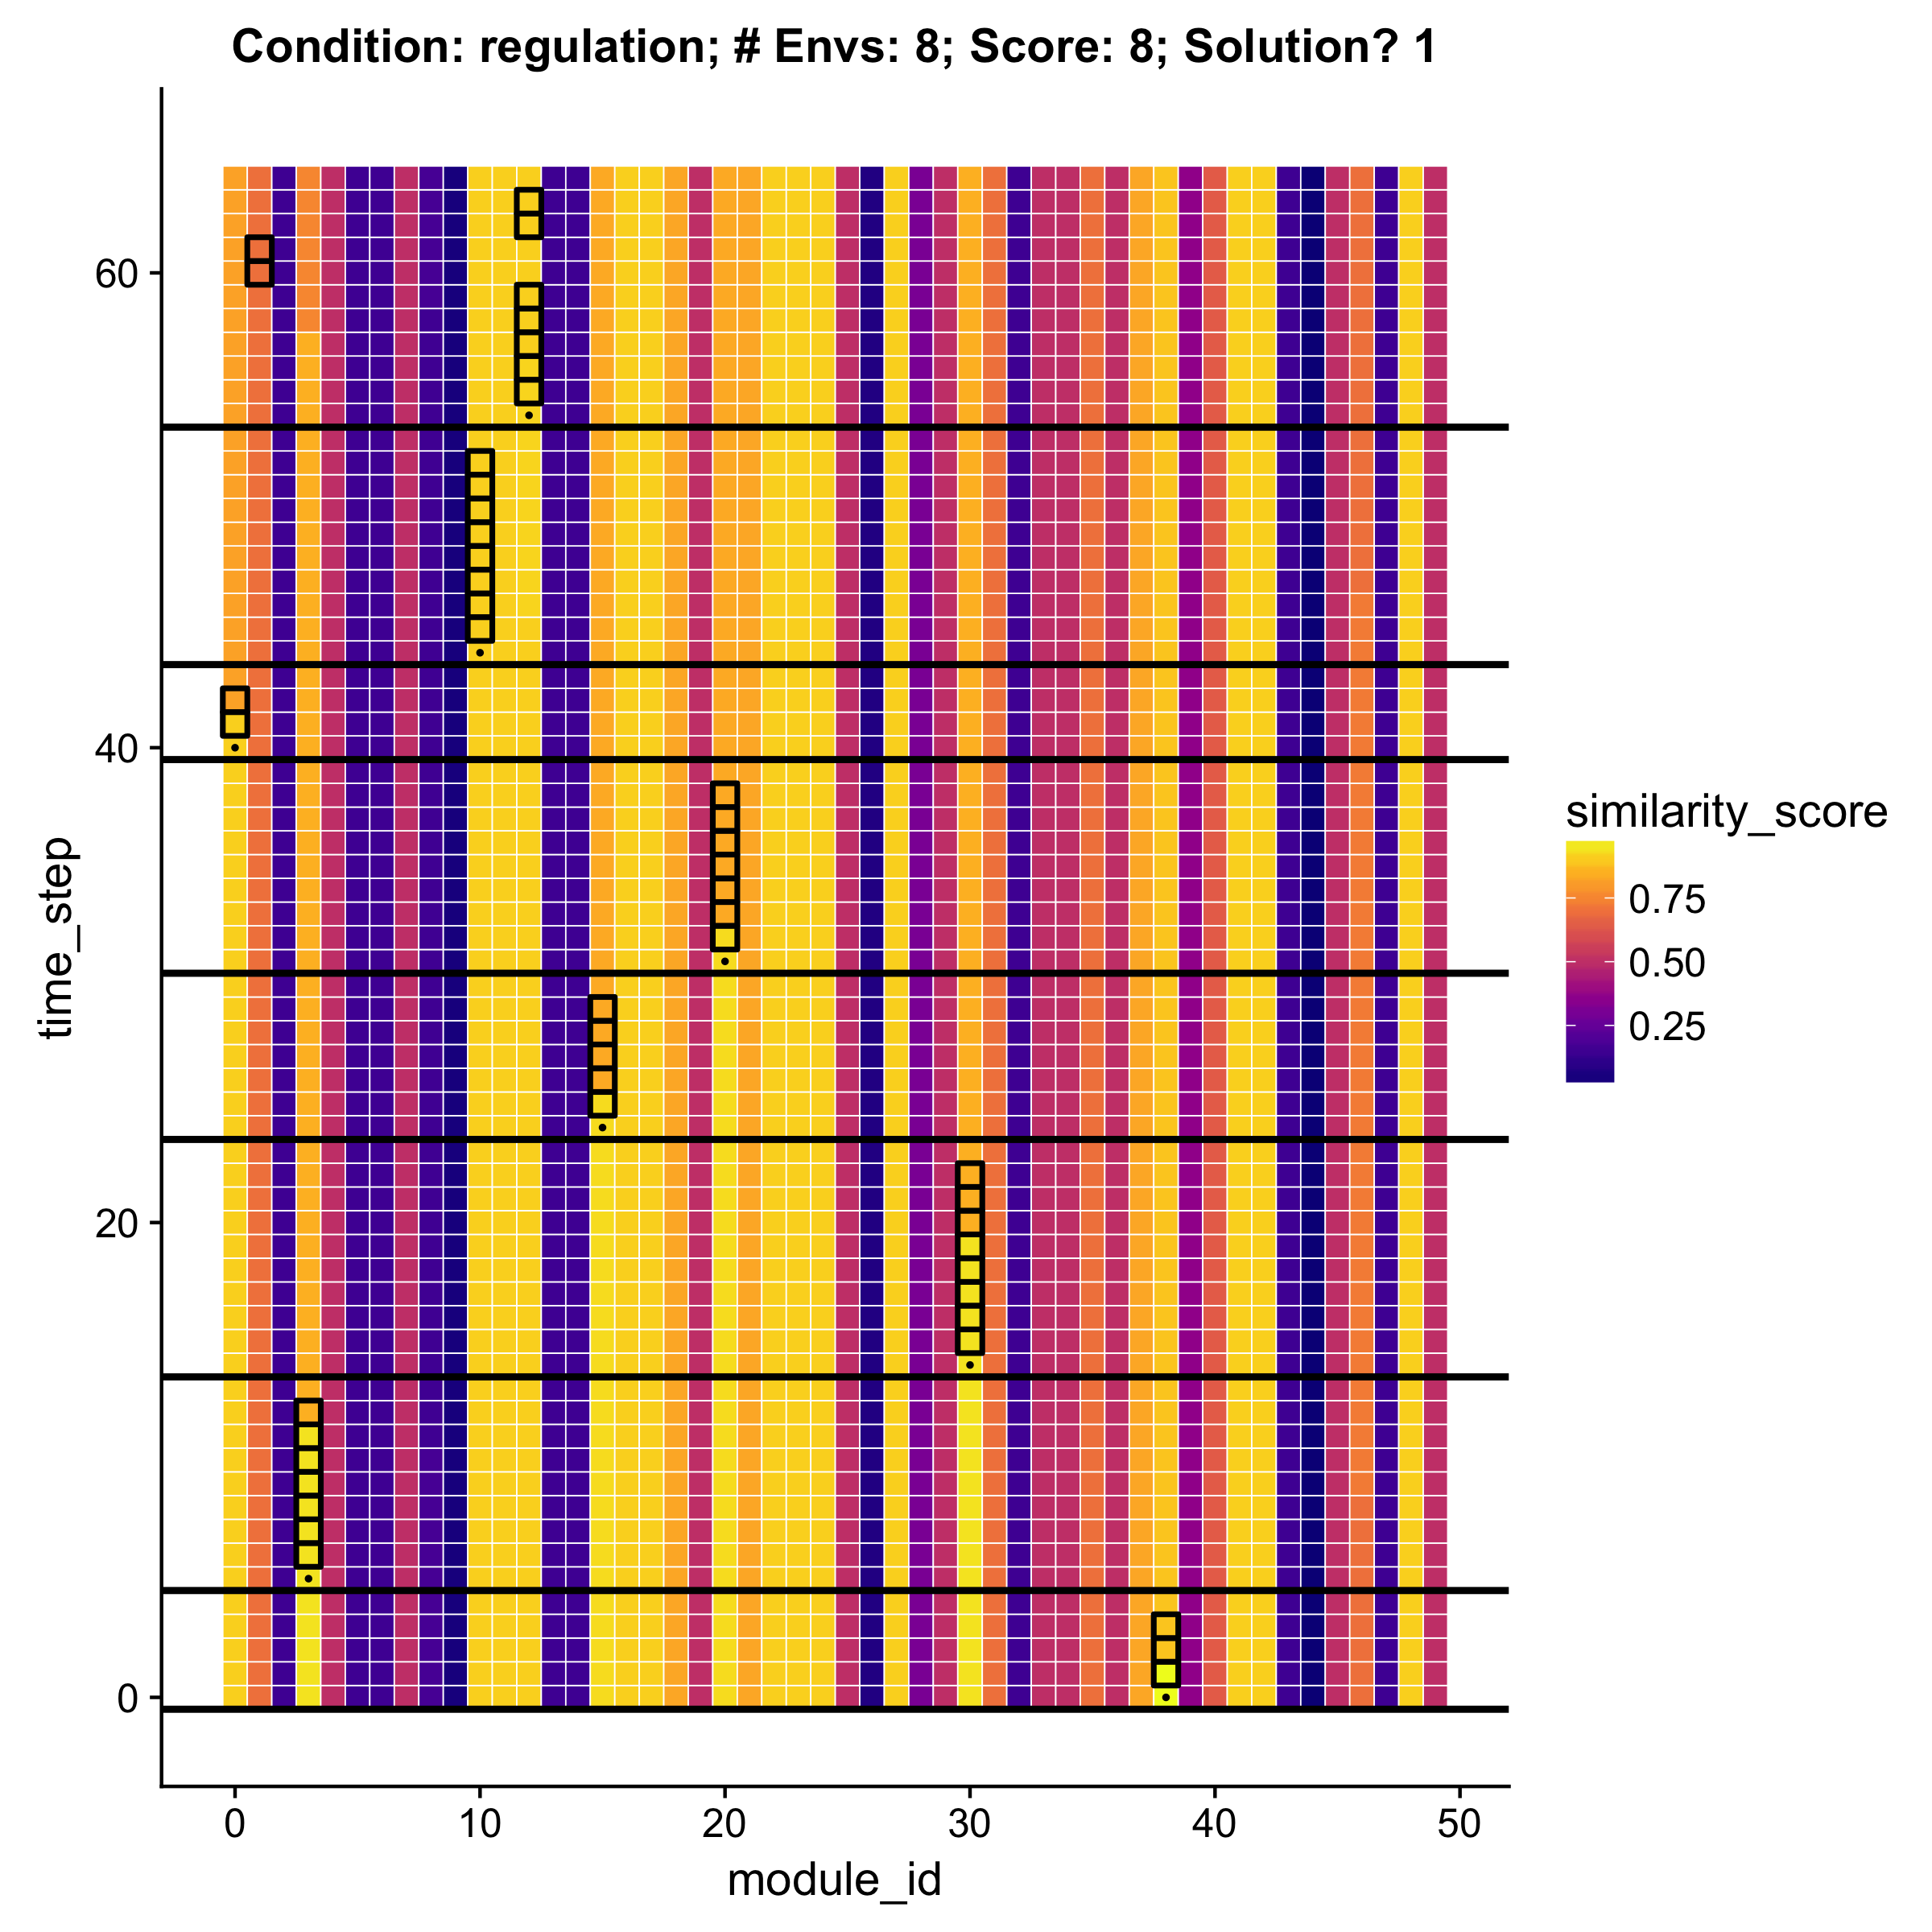 Condition: regulation; # Envs: 8; Score: 8; Solution? 1
60
40
20
0
time_step
0 10 20 30 40 50
module_id
similarity_score
0.75
0.50
0.25